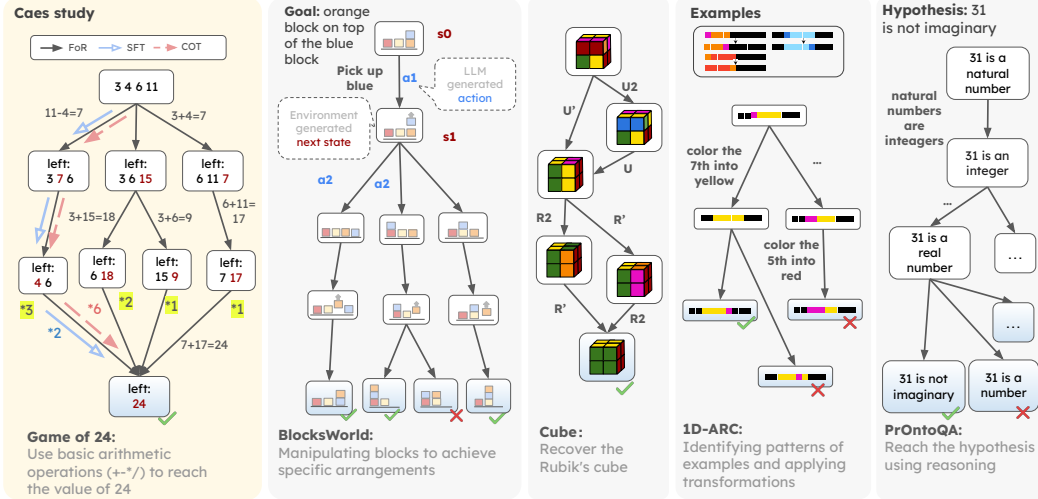 Caes study
FoR SFT COT
3 4 6 11
11-4=7
3+4=7
left:
3 7 6
left:
3 6 15
left:
6 11 7
3+15=18
3+6=9
6+11=
17
left:
4 6
left:
6 18
left:
15 9
left:
7 17
*3
*6
*2
*1
*1
*2
7+17=24
left:
24
Game of 24:
Use basic arithmetic
operations (+-*/) to reach
the value of 24
Goal: orange
block on top
of the blue
block
s0
Pick up
blue
a1
LLM
generated
action
Environment
generated
next state
s1
a2
a2
BlocksWorld:
Manipulating blocks to achieve
specific arrangements
U'
U2
U
R2
R'
R'
R2
Cube:
Recover the
Rubik's cube
Examples
color the
7th into
yellow
...
color the
5th into
red
1D-ARC:
Identifying patterns of
examples and applying
transformations
Hypothesis: 31
is not imaginary
31 is a
natural
number
natural
numbers
are
inteagers
31 is an
integer
...
31 is a
real
number
...
...
31 is not
imaginary
31 is a
number
PrOntoQA:
Reach the hypothesis
using reasoning